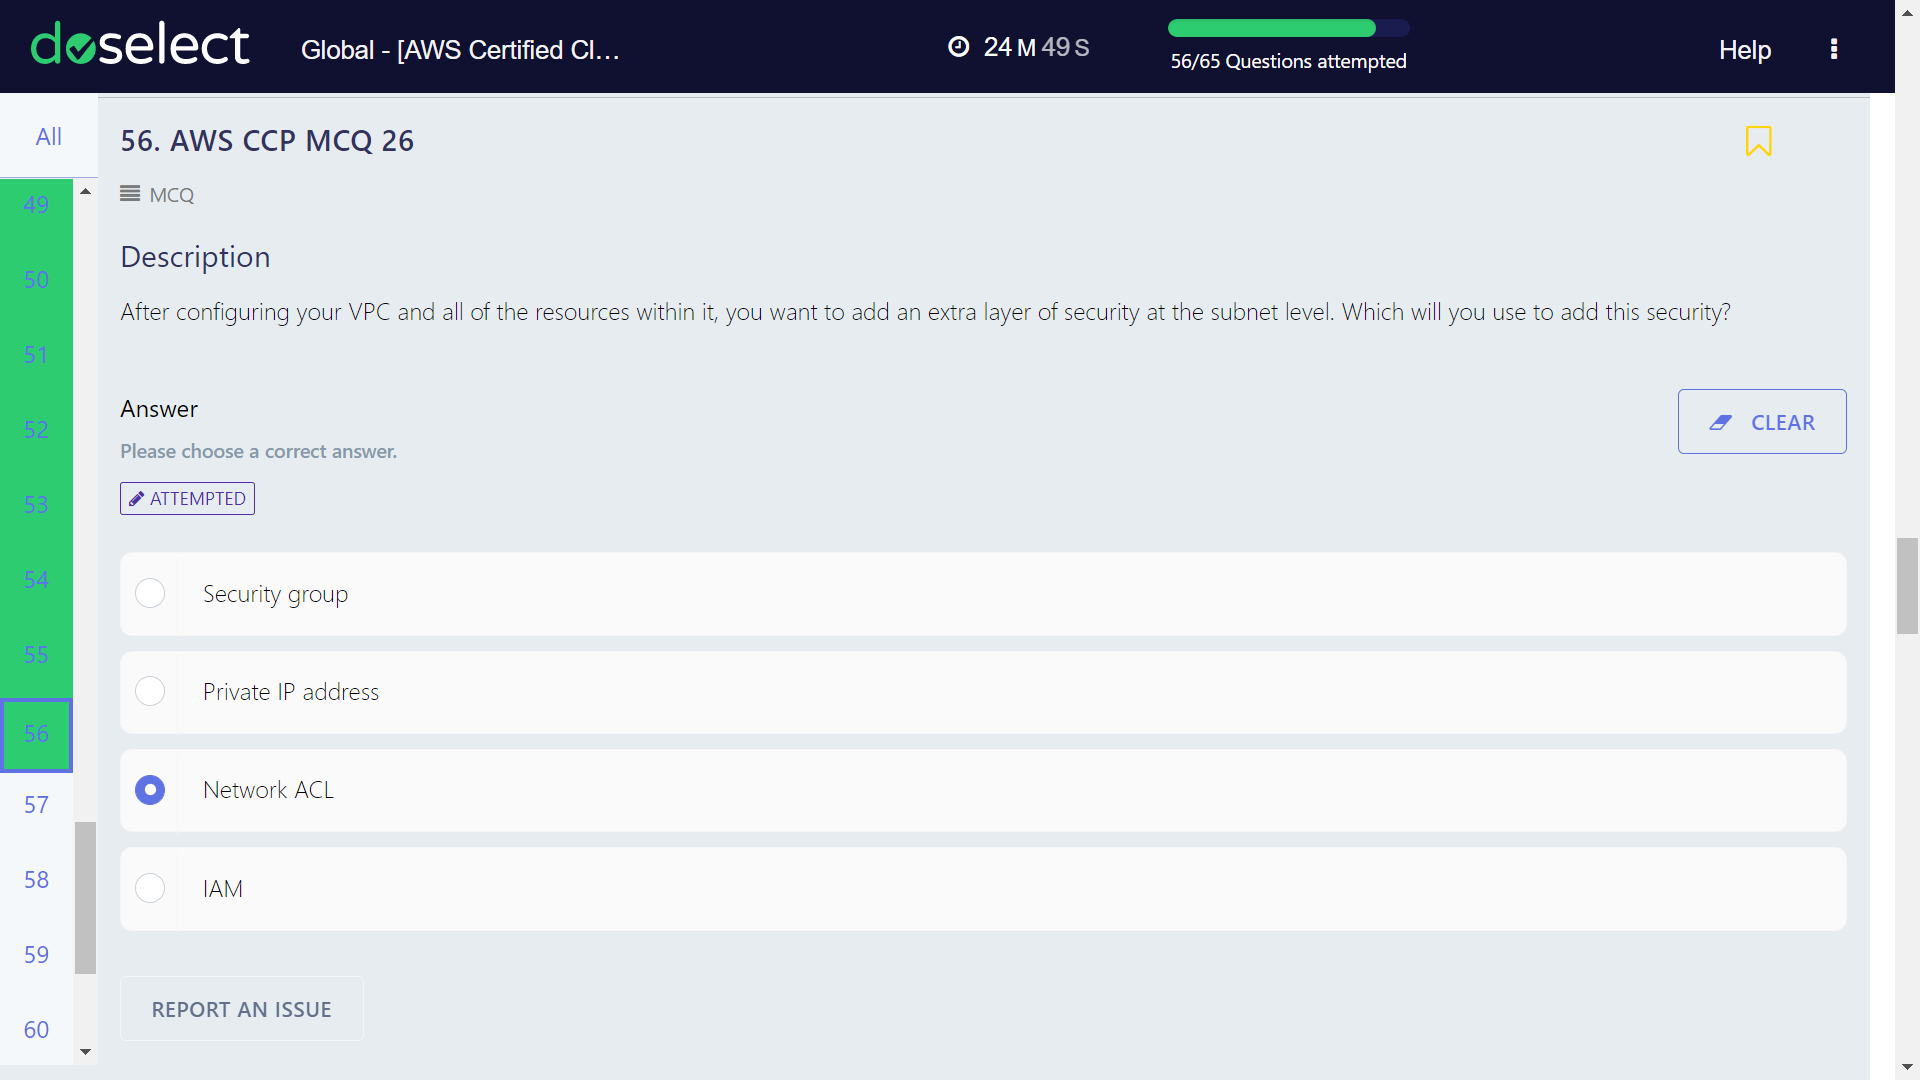 doselect
Global - [AWS Certified Cl...
24 M 49 S
56/65 Questions attempted
Help
All
49
50
51
52
53
54
55
56
57
58
59
60
56. AWS CCP MCQ 26
MCQ
Description
After configuring your VPC and all of the resources within it, you want to add an extra layer of security at the subnet level. Which will you use to add this security?
Answer
CLEAR
Please choose a correct answer.
ATTEMPTED
Security group
Private IP address
Network ACL
IAM
REPORT AN ISSUE